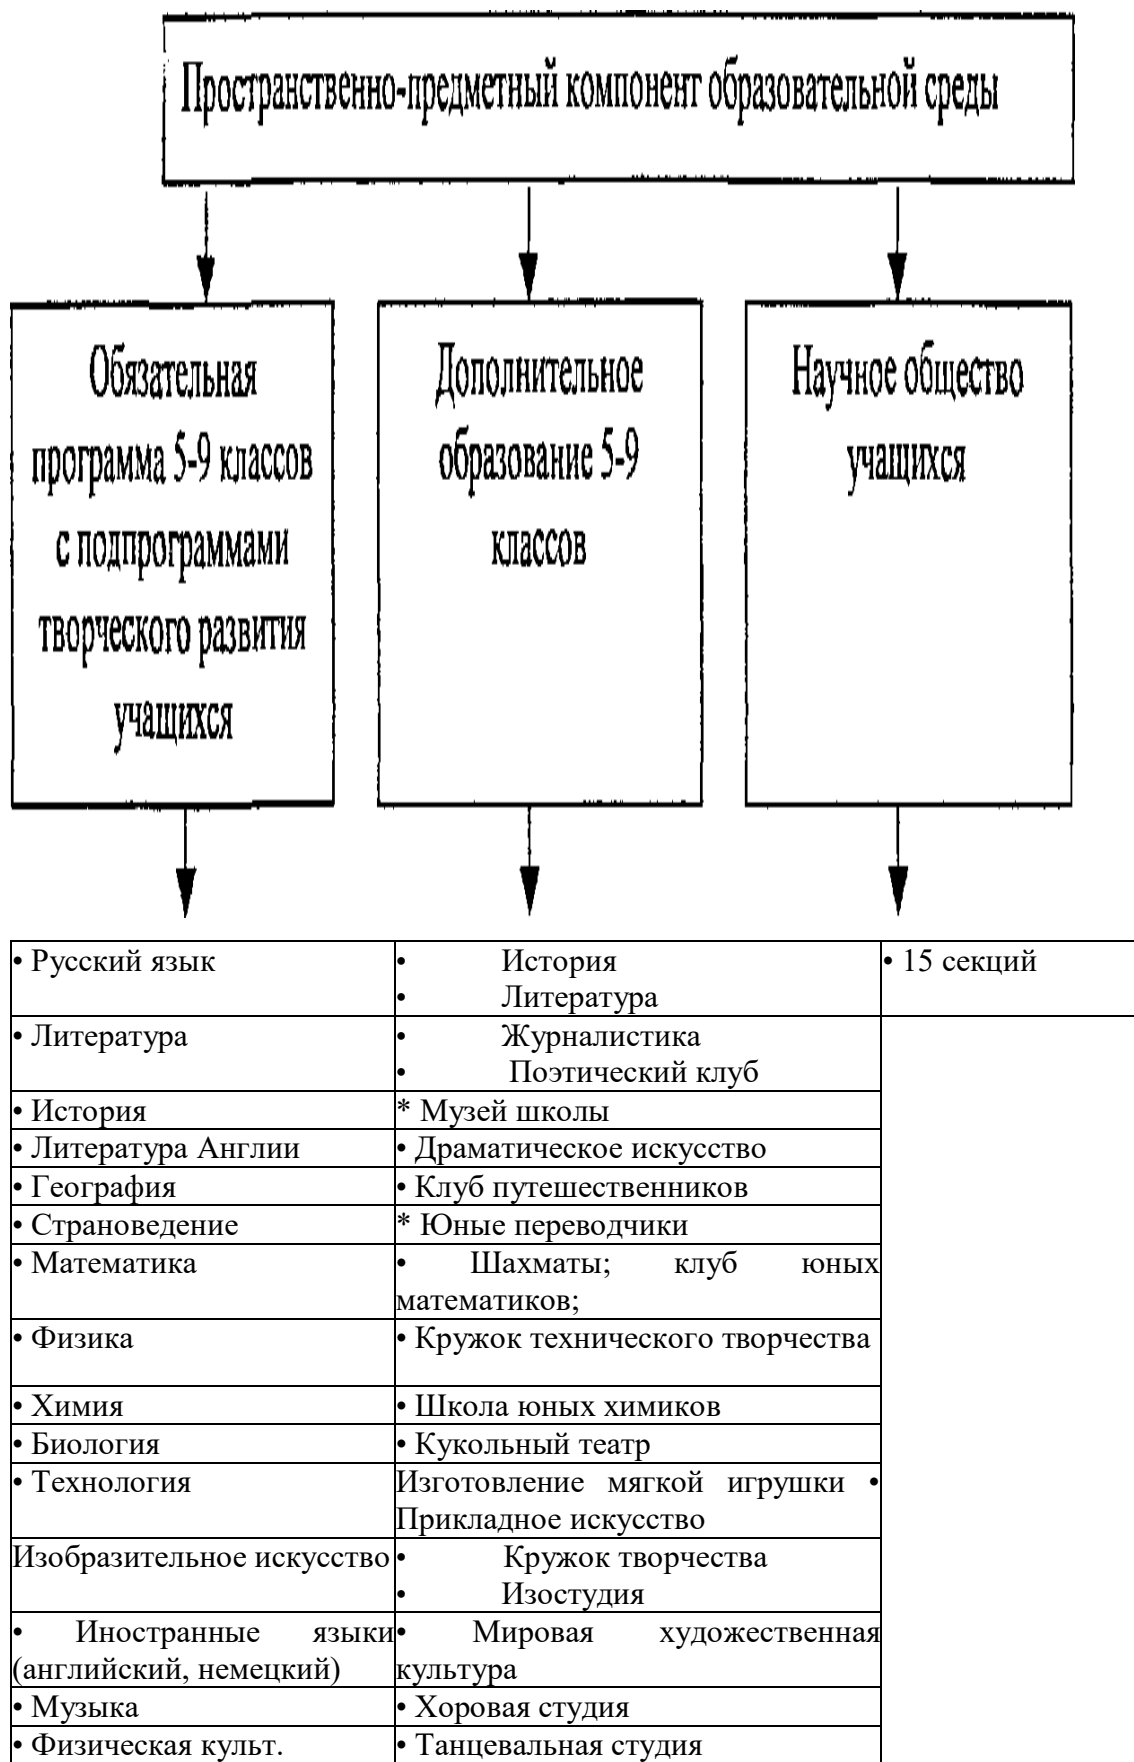 Пространственно-предметный компонент образовательной среды
Обязательная
программа 5-9 классов
с подпрограммами
творческого развития
учащихся
Дополнительное
образование 5-9
классов
Научное общество
учащихся
• Русский язык
• История
• Литература
• 15 секций
• Литература
• Журналистика
• Поэтический клуб
• История
* Музей школы
• Литература Англии
• Драматическое искусство
• География
• Клуб путешественников
• Страноведение
* Юные переводчики
• Математика
• Шахматы; клуб юных
математиков;
• Физика
• Кружок технического творчества
• Химия
• Школа юных химиков
• Биология
• Кукольный театр
• Технология
Изготовление мягкой игрушки •
Прикладное искусство
Изобразительное искусство
• Кружок творчества
• Изостудия
• Иностранные языки
(английский, немецкий)
• Мировая художественная
культура
• Музыка
• Хоровая студия
• Физическая культ.
• Танцевальная студия